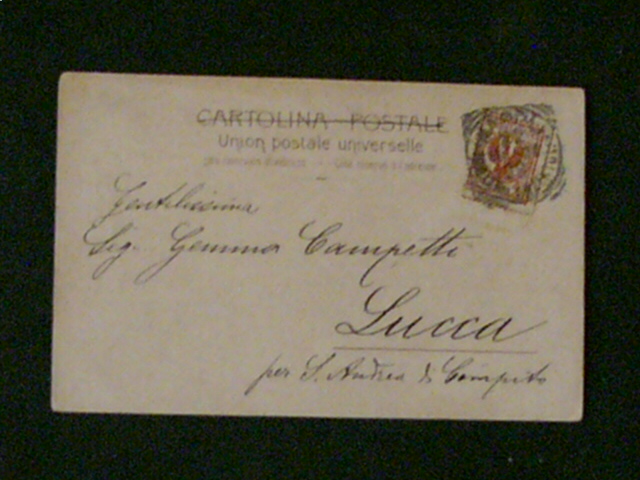 CARTOLINA POSTALE
Union postale universelle
Gentilissima
Sig. Gemma Campetti
Lucca
per S. Andrea di Compito